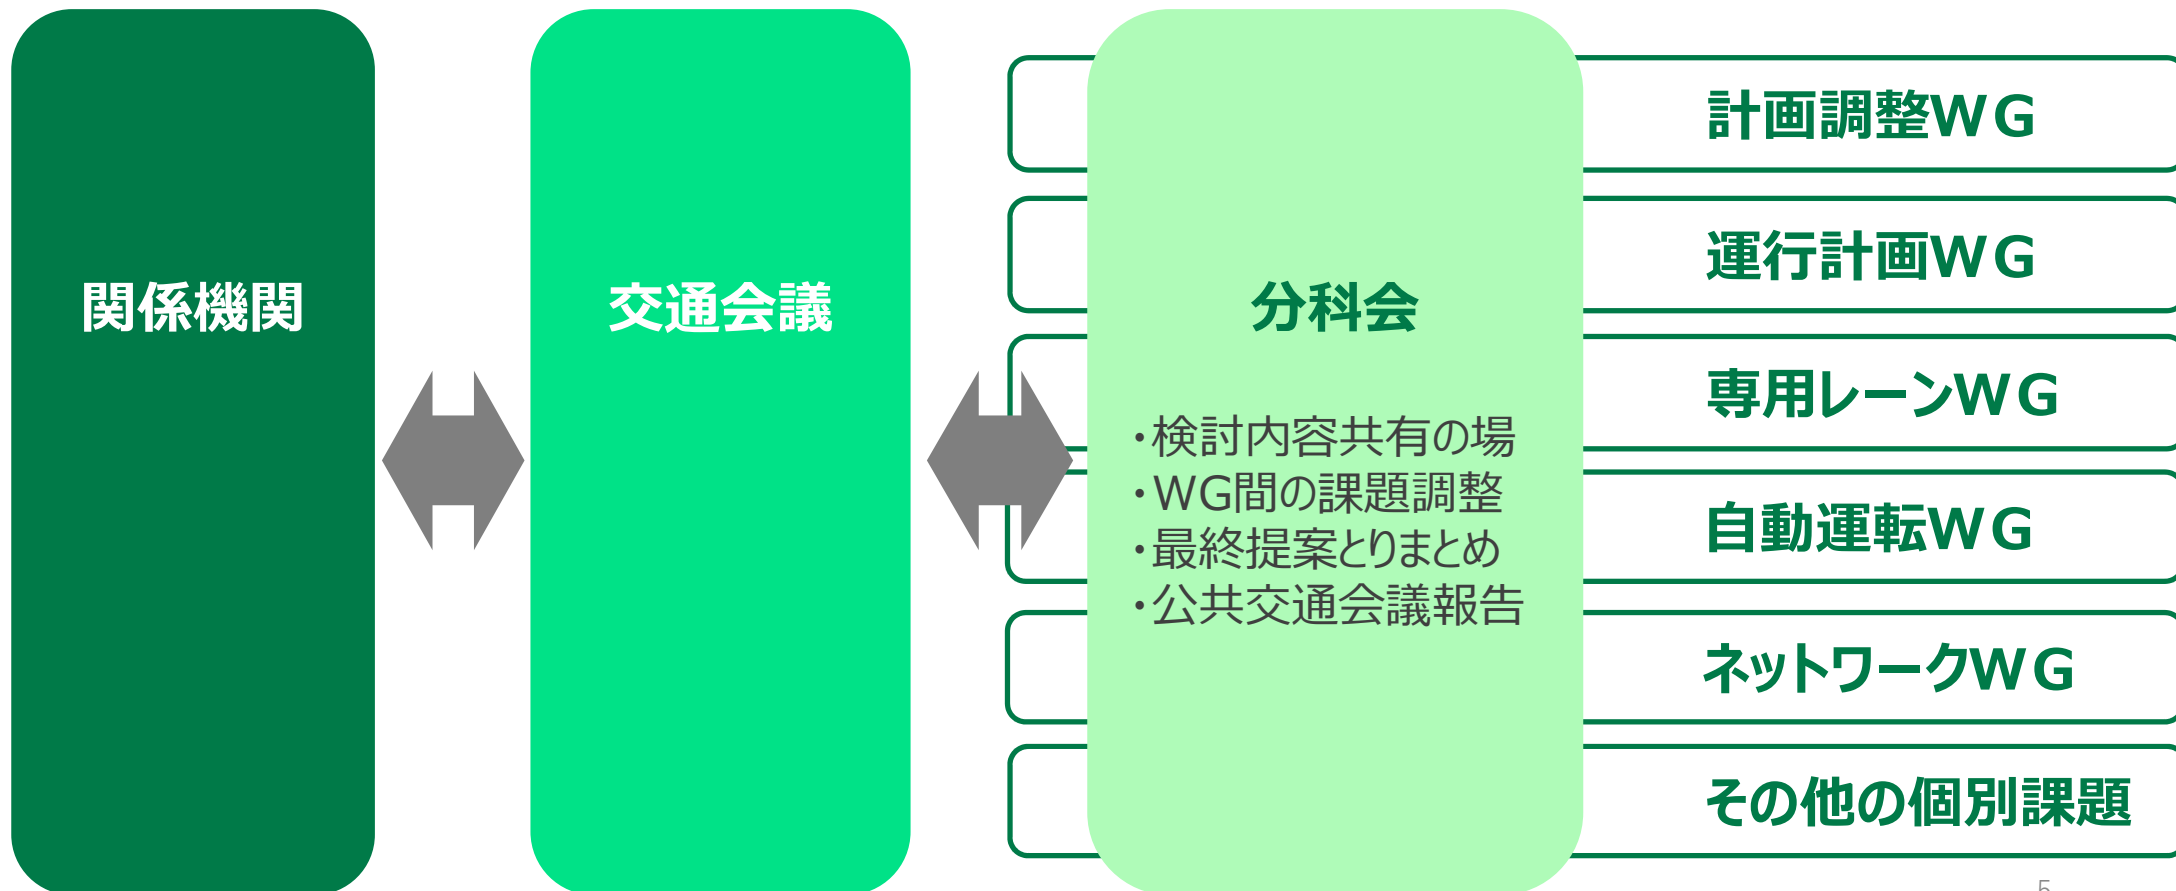 関係機関
交通会議
分科会
・検討内容共有の場
・WG間の課題調整
・最終提案とりまとめ
・公共交通会議報告
計画調整WG
運行計画WG
専用レーンWG
自動運転WG
ネットワークWG
その他の個別課題
5